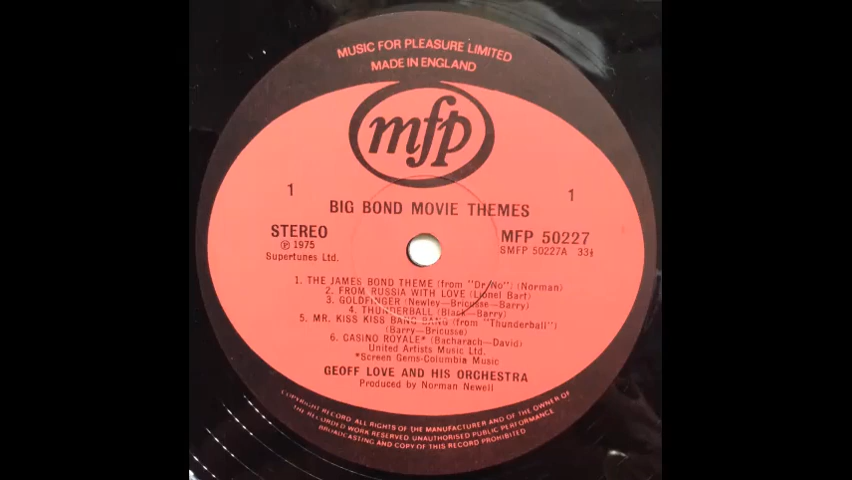 MUSIC FOR PLEASURE LIMITED
MADE IN ENGLAND
mfp
1
1
BIG BOND MOVIE THEMES
STEREO
MFP 50227
Ⓟ 1975
SMFP 50227A 33⅓
Supertunes Ltd.
1. THE JAMES BOND THEME (from "Dr/No") (Norman)
2. FROM RUSSIA WITH LOVE (Lionel Bart)
3. GOLDFINGER (Newley—Bricusse—Barry)
4. THUNDERBALL (Black—Barry)
5. MR. KISS KISS BANG BANG (from "Thunderball")
(Barry—Bricusse)
6. CASINO ROYALE* (Bacharach—David)
United Artists Music Ltd.
*Screen Gems-Columbia Music
GEOFF LOVE AND HIS ORCHESTRA
Produced by Norman Newell
COPYRIGHT RECORD. ALL RIGHTS OF THE MANUFACTURER AND OF THE OWNER OF
THE RECORDED WORK RESERVED UNAUTHORISED PUBLIC PERFORMANCE
BROADCASTING AND COPY OF THIS RECORD PROHIBITED